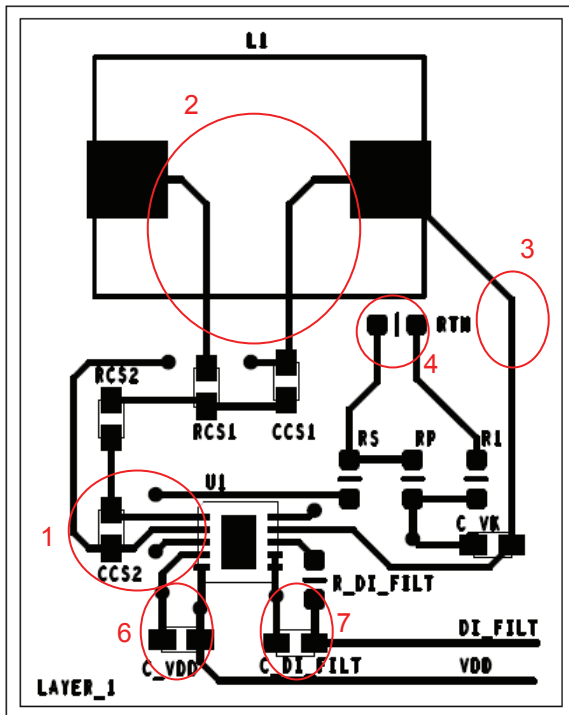 L1
2
3
RTN
4
RCS2
RCS1
CCS1
RS
RP
R1
U1
1
C_VK
CCS2
R_DI_FILT
6
7
DI_FILT
C_VDD
C_DI_FILT
VDD
LAYER_1